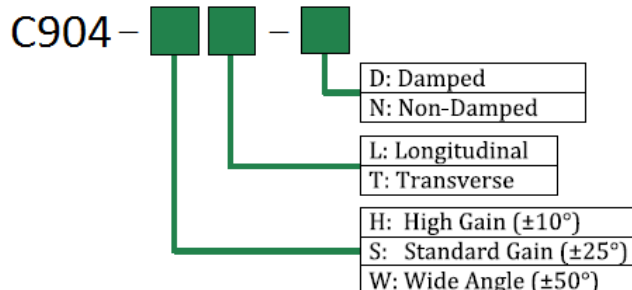 C904 –  –
D: Damped
N: Non-Damped
L: Longitudinal
T: Transverse
H: High Gain (±10°)
S: Standard Gain (±25°)
W: Wide Angle (±50°)